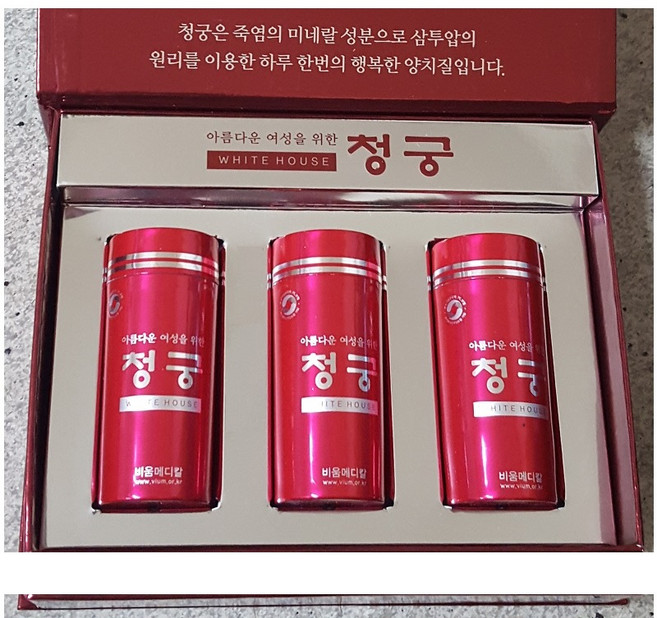 청궁은 죽염의 미네랄 성분으로 삼투압의
원리를 이용한 하루 한번의 행복한 양치질입니다.
아름다운 여성을 위한
WHITE HOUSE
청궁
아름다운 여성을 위한
청궁
WHITE HOUSE
비움메디칼
www.vium.or.kr
아름다운 여성을 위한
청궁
HITE HOUSE
비움메디칼
www.vium.or.kr
아름다운 여성을
청궁
HITE HOUSE
비움메디칼
www.vium.or.kr